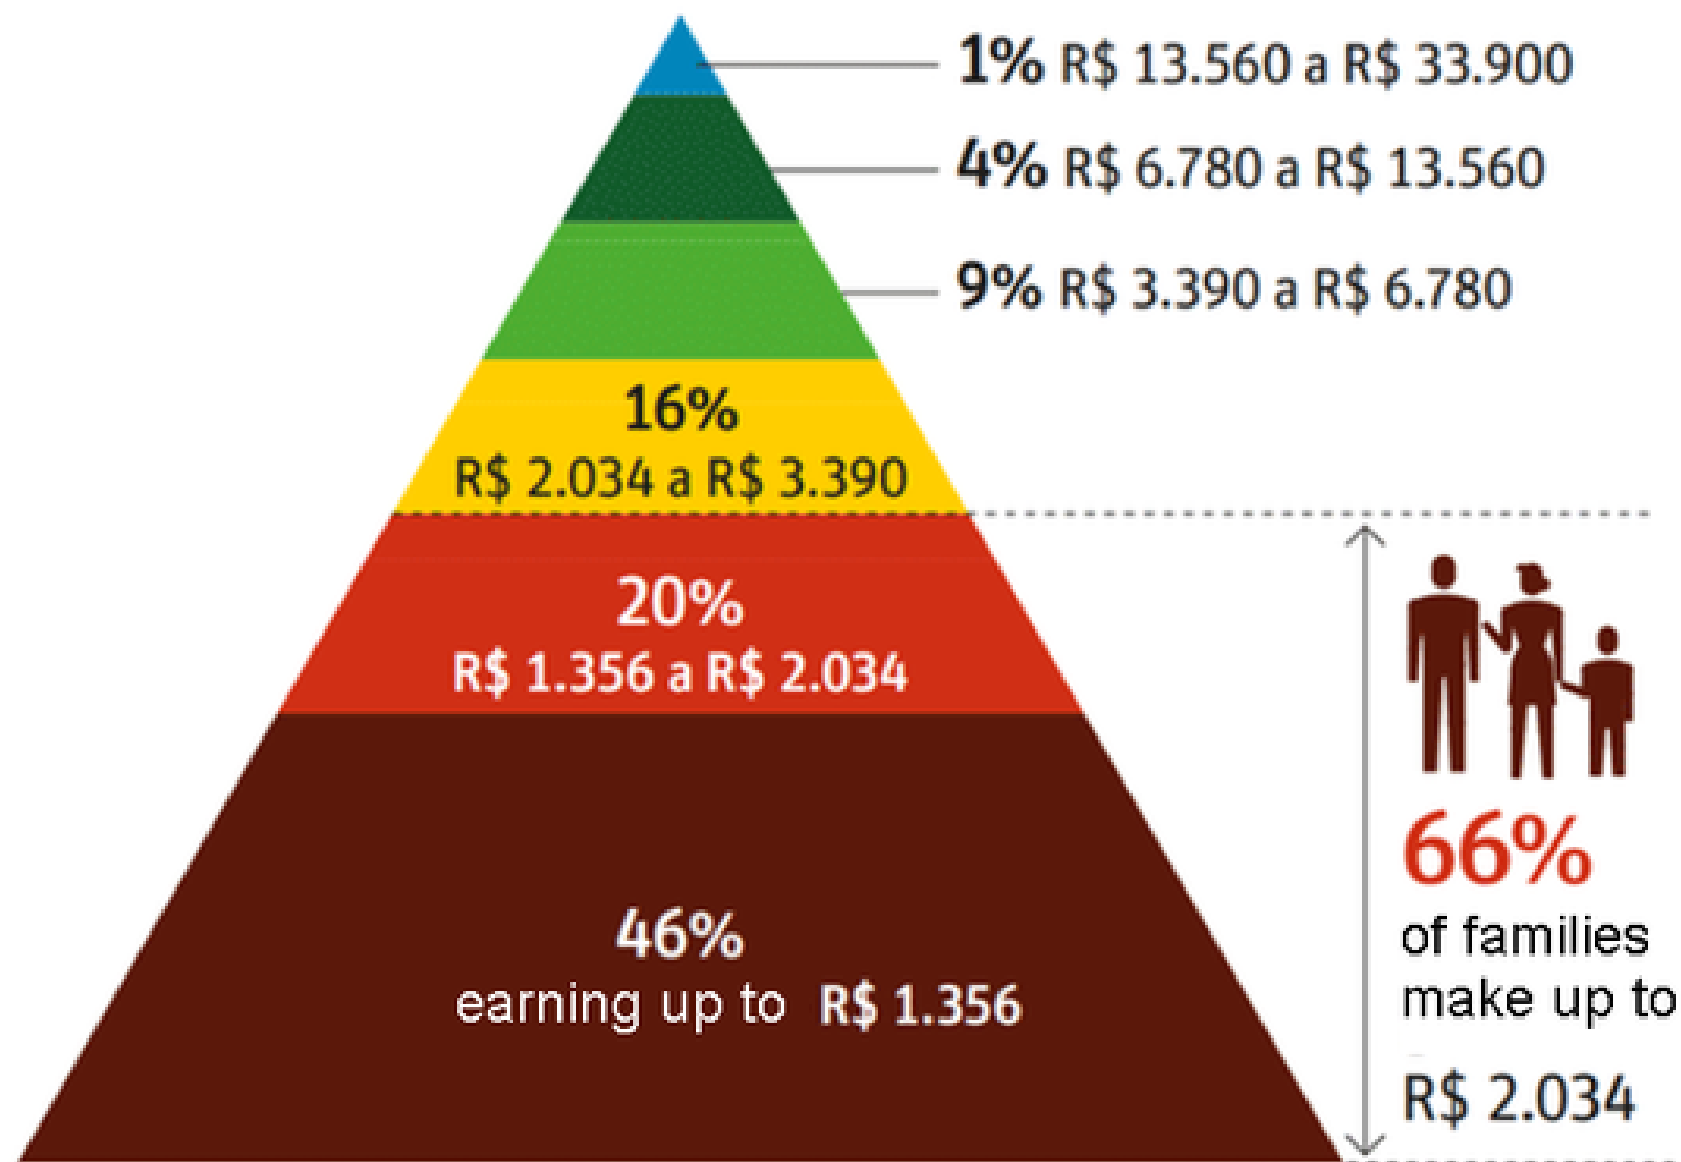 1% R$ 13.560 a R$ 33.900
4% R$ 6.780 a R$ 13.560
9% R$ 3.390 a R$ 6.780
16%
R$ 2.034 a R$ 3.390
20%
R$ 1.356 a R$ 2.034
46%
earning up to R$ 1.356
66%
of families
make up to
R$ 2.034